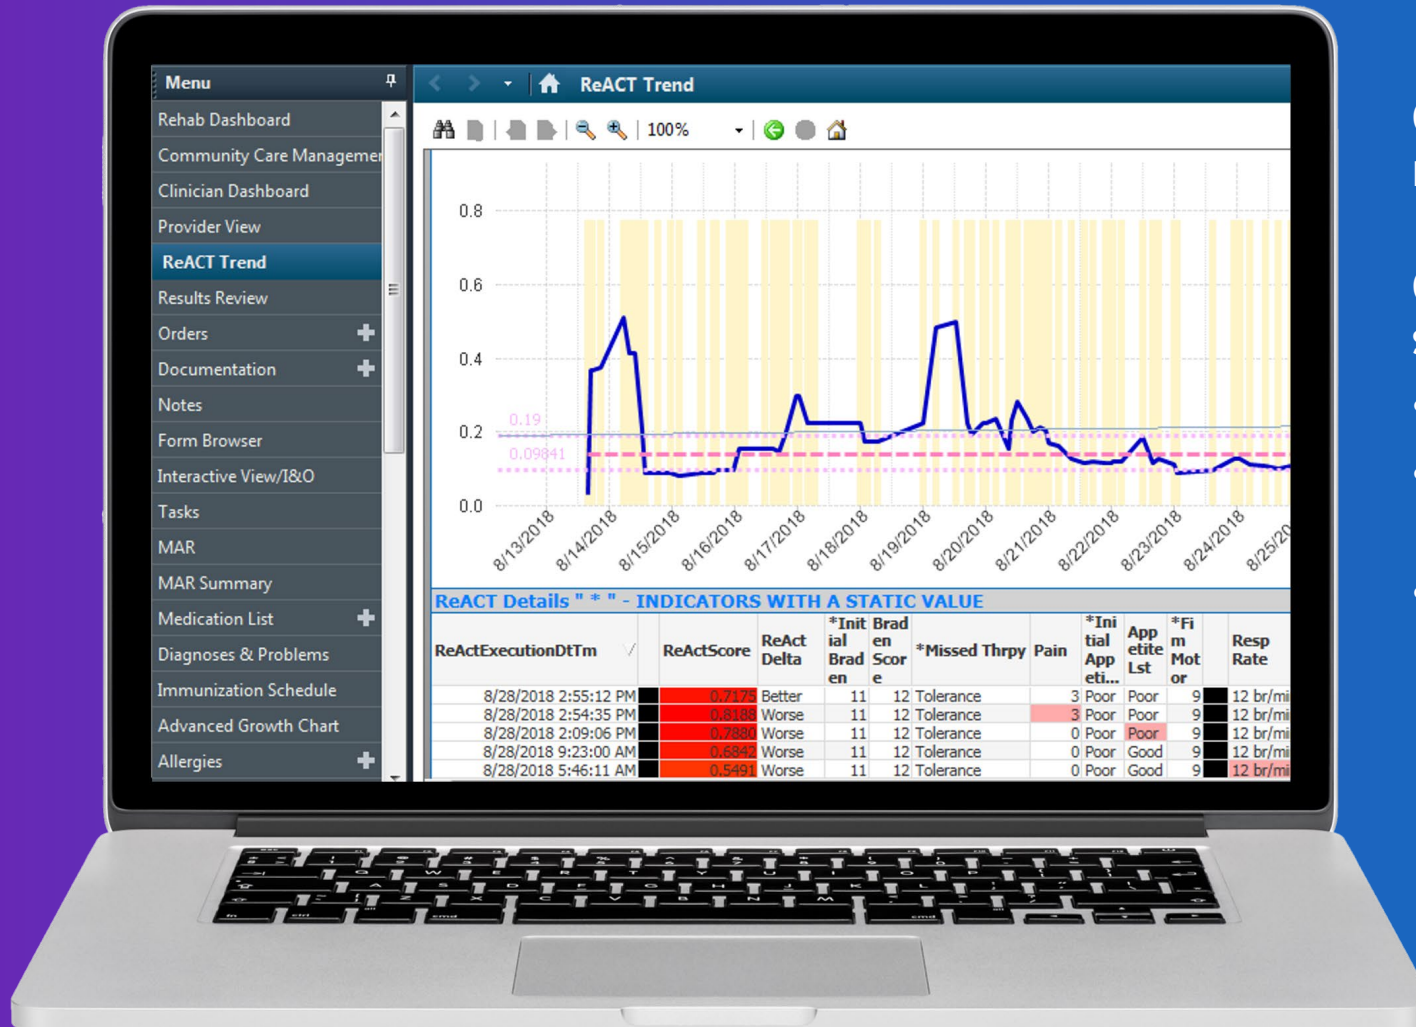 Menu
Rehab Dashboard
Community Care Managemen
Clinician Dashboard
Provider View
ReACT Trend
Results Review
Orders
Documentation
Notes
Form Browser
Interactive View/I&O
Tasks
MAR
MAR Summary
Medication List
Diagnoses & Problems
Immunization Schedule
Advanced Growth Chart
Allergies
ReACT Trend
100%
0.8
0.6
0.4
0.2
0.0
0.19
0.09841
8/13/2018
8/14/2018
8/15/2018
8/16/2018
8/17/2018
8/18/2018
8/19/2018
8/20/2018
8/21/2018
8/22/2018
8/23/2018
8/24/2018
8/25/20
ReACT Details " * " - INDICATORS WITH A STATIC VALUE
ReActExecutionDtTm ReActScore ReAct Delta *Initial Braden Braden Score *Missed Thrpy Pain *Initial Appeti... Appetite Lst *Fim Motor Resp Rate
8/28/2018 2:55:12 PM 0.7175 Better 11 12 Tolerance 3 Poor Poor 9 12 br/mi
8/28/2018 2:54:35 PM 0.8188 Worse 11 12 Tolerance 3 Poor Poor 9 12 br/mi
8/28/2018 2:09:06 PM 0.7880 Worse 11 12 Tolerance 0 Poor Poor 9 12 br/mi
8/28/2018 9:23:00 AM 0.6842 Worse 11 12 Tolerance 0 Poor Good 9 12 br/mi
8/28/2018 5:46:11 AM 0.5491 Worse 11 12 Tolerance 0 Poor Good 9 12 br/mi